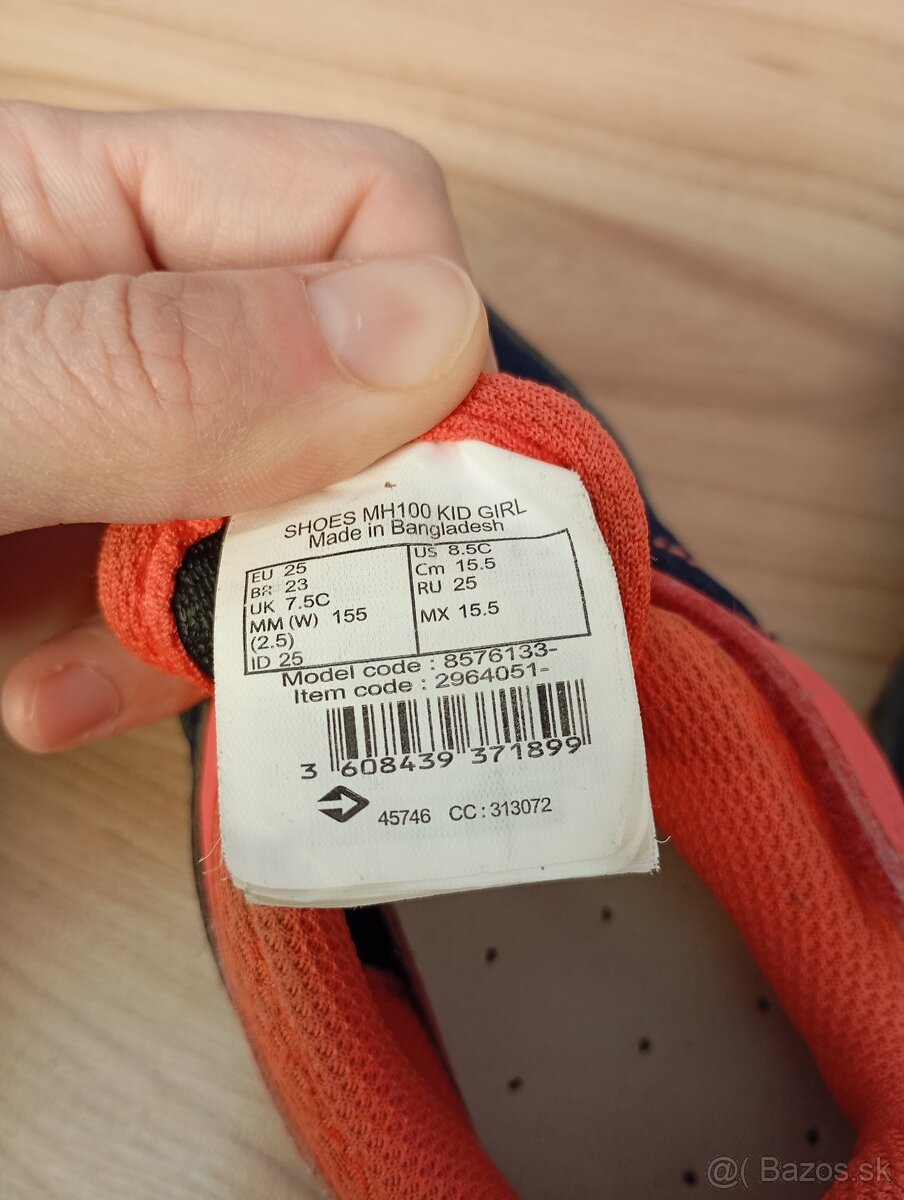 SHOES MH100 KID GIRL
Made in Bangladesh
EU 25
BR 23
UK 7.5C
MM (W) 155
(2.5)
ID 25
US 8.5C
Cm 15.5
RU 25
MX 15.5
Model code : 8576133-
Item code : 2964051-
3 608439 371899
45746 CC : 313072
@( Bazos.sk